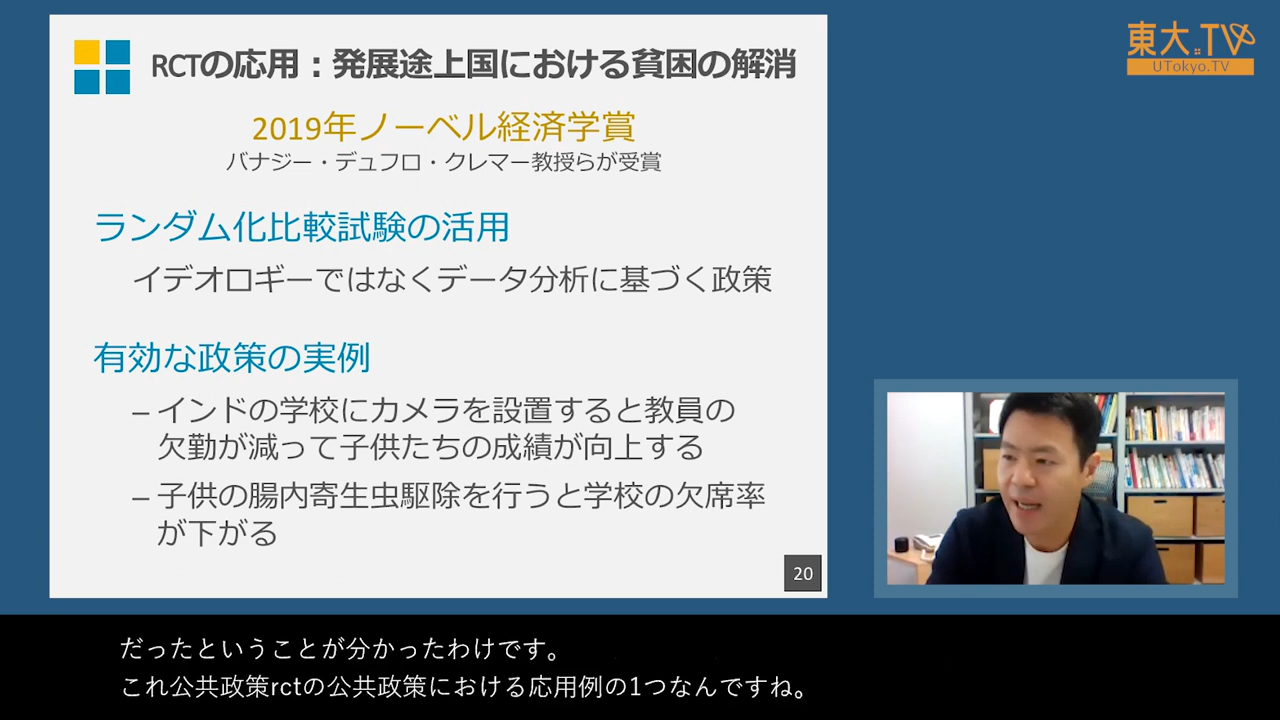 RCTの応用：発展途上国における貧困の解消
2019年ノーベル経済学賞
バナジー・デュフロ・クレマー教授らが受賞
ランダム化比較試験の活用
イデオロギーではなくデータ分析に基づく政策
有効な政策の実例
– インドの学校にカメラを設置すると教員の
欠勤が減って子供たちの成績が向上する
– 子供の腸内寄生虫駆除を行うと学校の欠席率
が下がる
20
東大.TV
UTokyo.TV
だったということが分かったわけです。
これ公共政策rctの公共政策における応用例の1つなんですね。